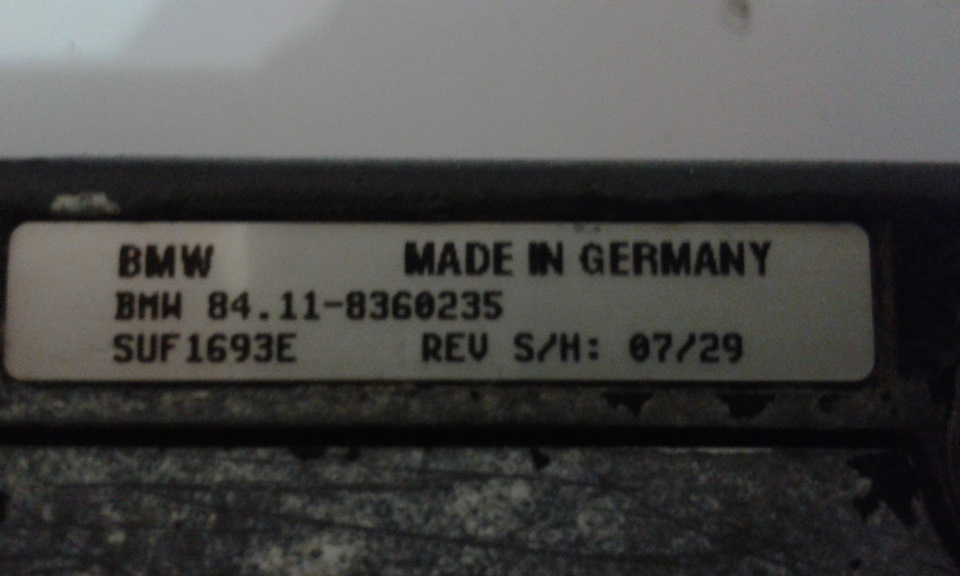 BMW MADE IN GERMANY
BMW 84.11-8360235
SUF1693E REV S/H: 07/29